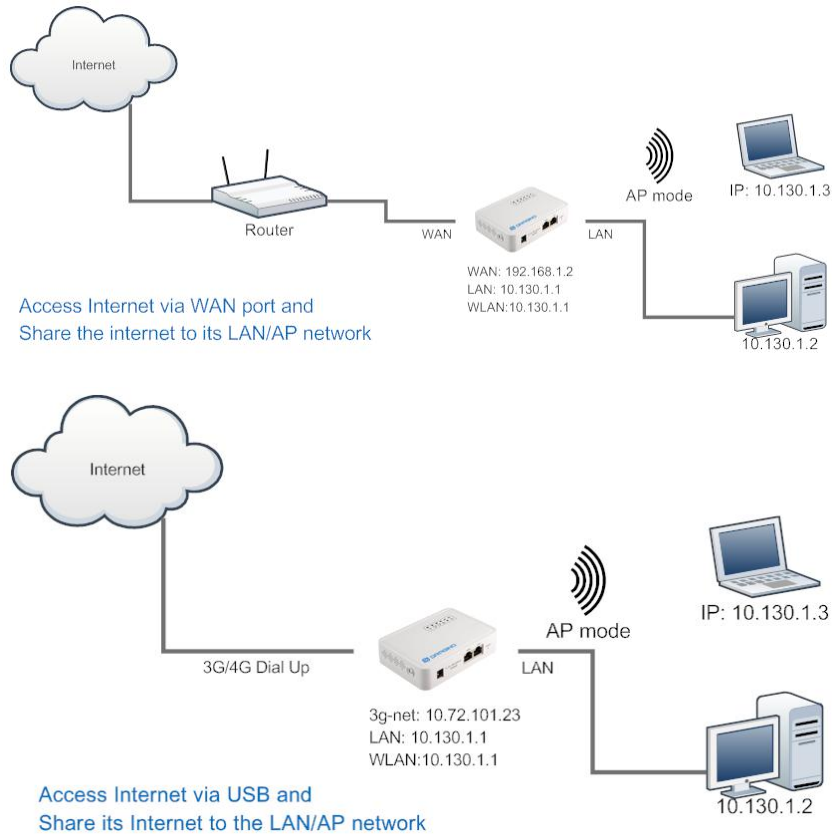 Internet
AP mode
IP: 10.130.1.3
Router
WAN
LAN
WAN: 192.168.1.2
LAN: 10.130.1.1
WLAN:10.130.1.1
Access Internet via WAN port and
Share the internet to its LAN/AP network
10.130.1.2
Internet
AP mode
IP: 10.130.1.3
3G/4G Dial Up
LAN
3g-net: 10.72.101.23
LAN: 10.130.1.1
WLAN:10.130.1.1
Access Internet via USB and
Share its Internet to the LAN/AP network
10.130.1.2